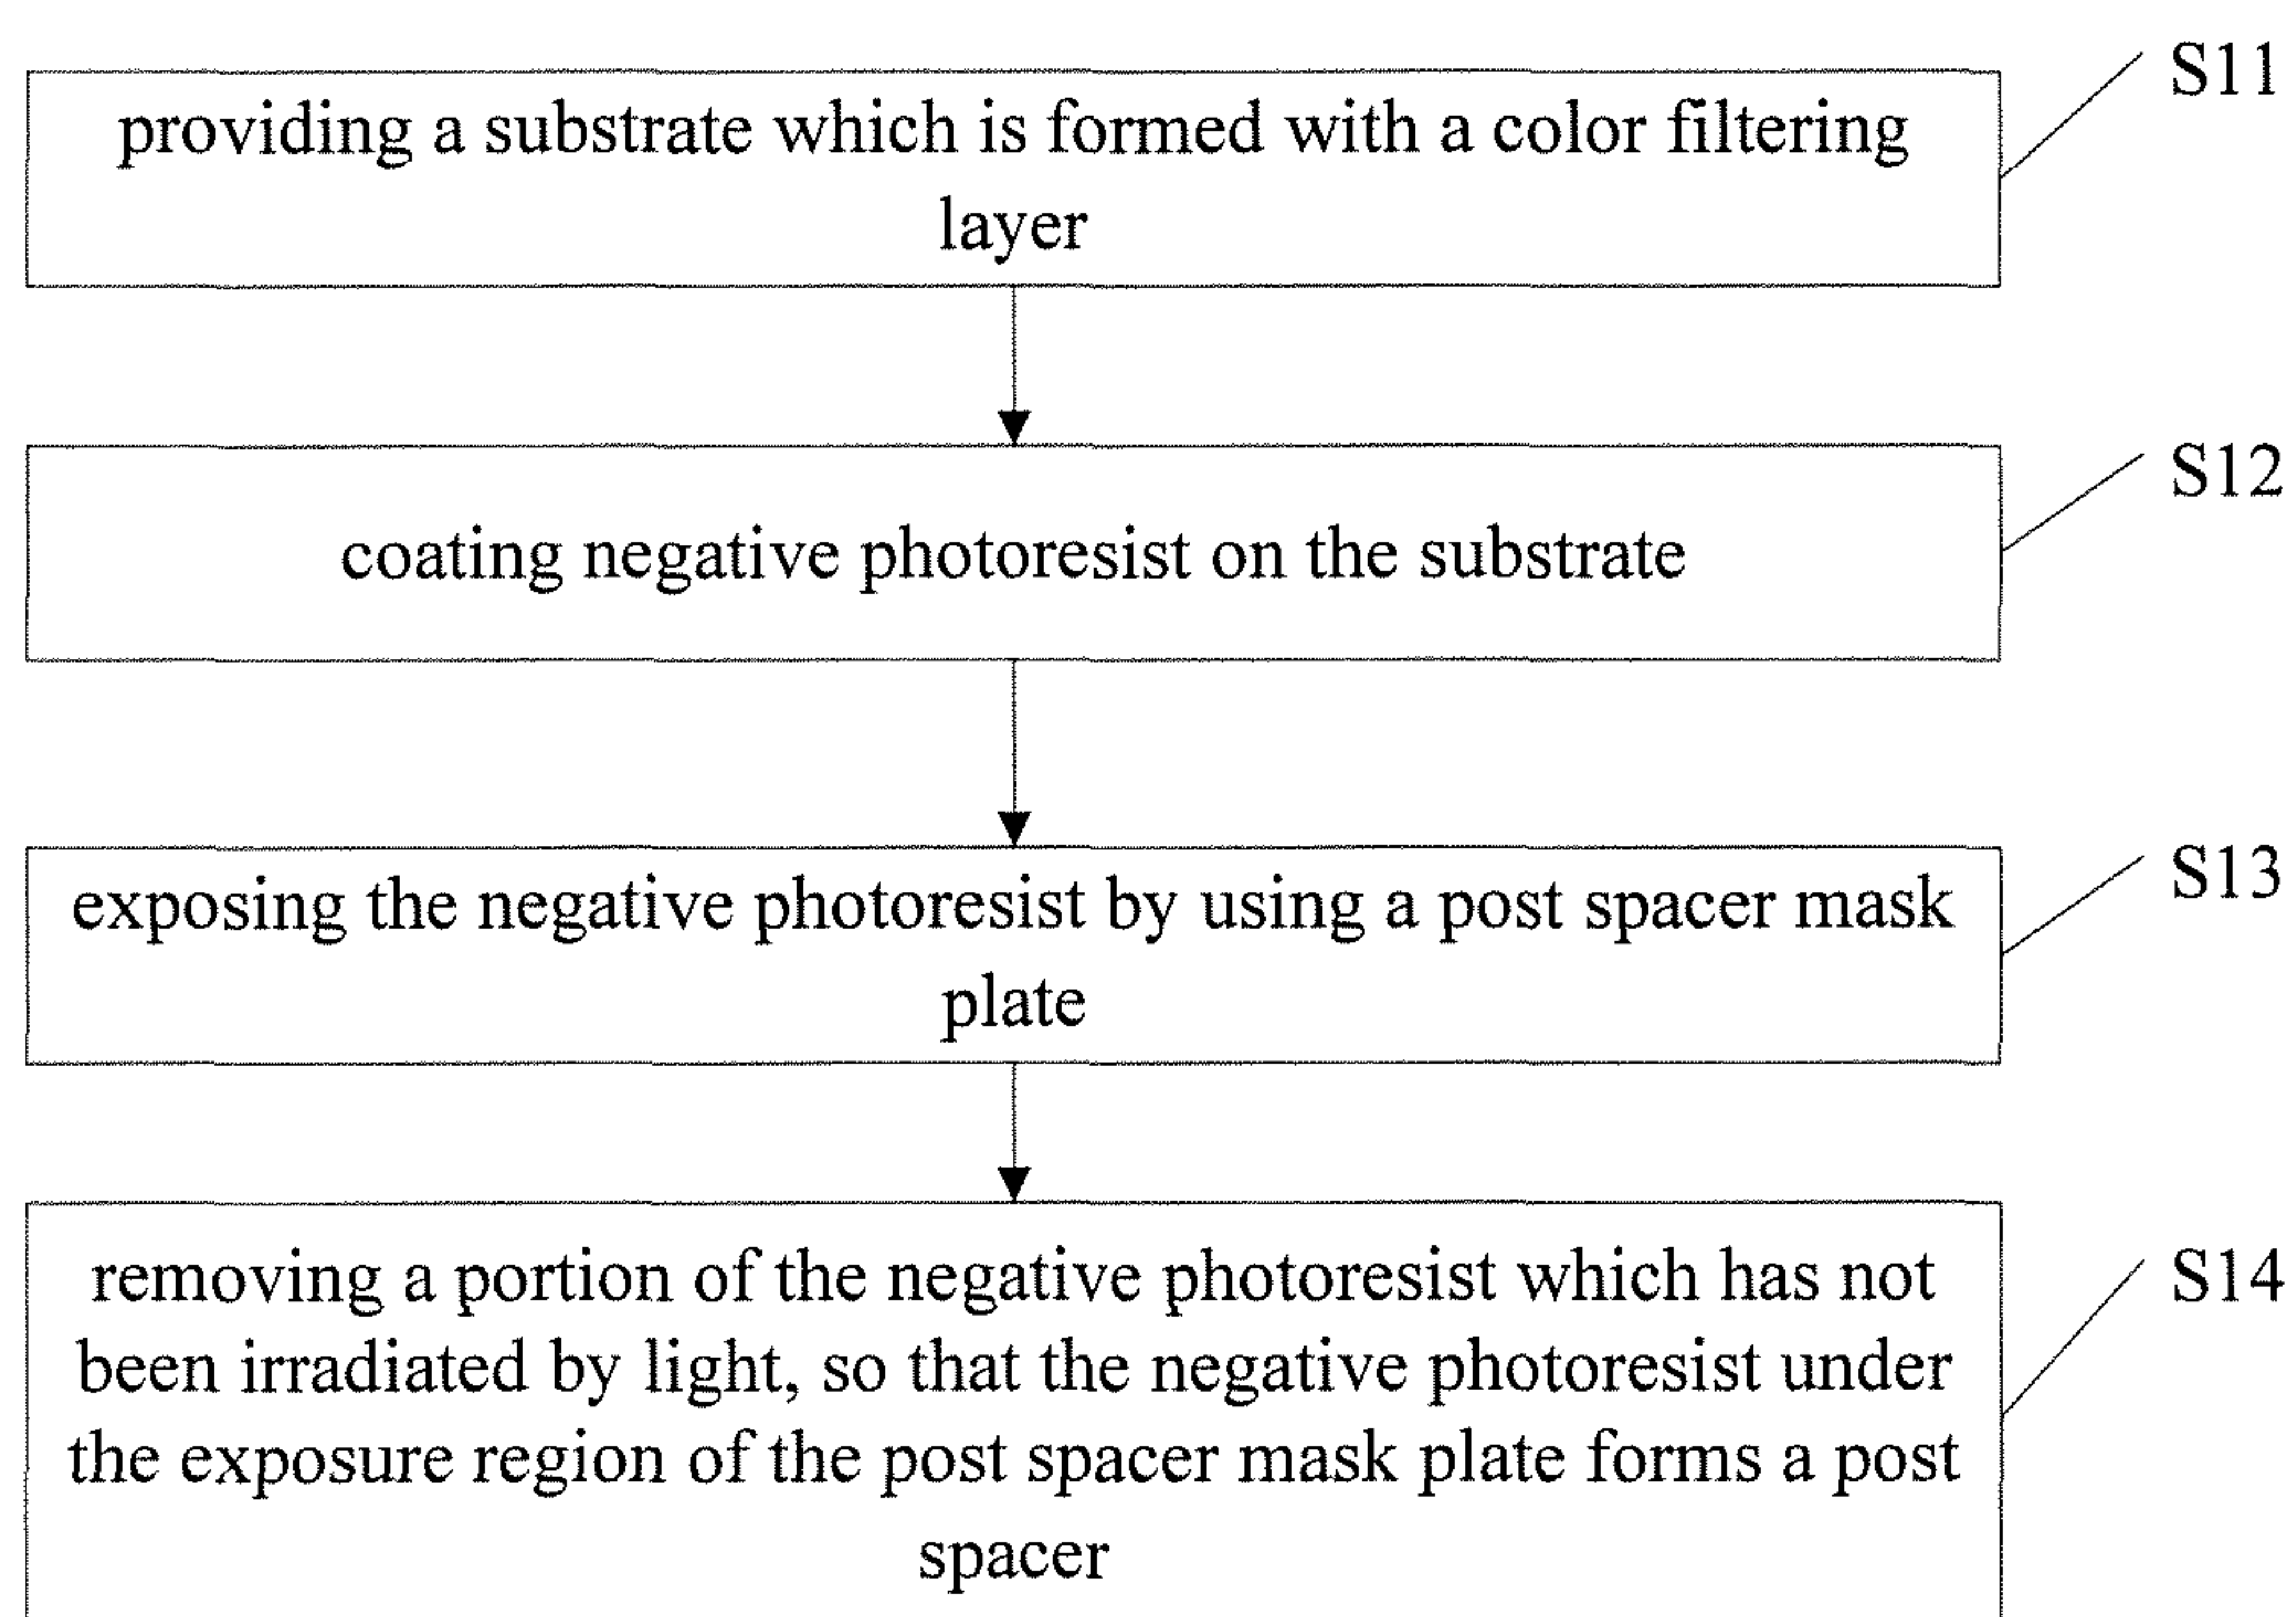 S11
providing a substrate which is formed with a color filtering
layer
S12
coating negative photoresist on the substrate
S13
exposing the negative photoresist by using a post spacer mask
plate
S14
removing a portion of the negative photoresist which has not
been irradiated by light, so that the negative photoresist under
the exposure region of the post spacer mask plate forms a post
spacer